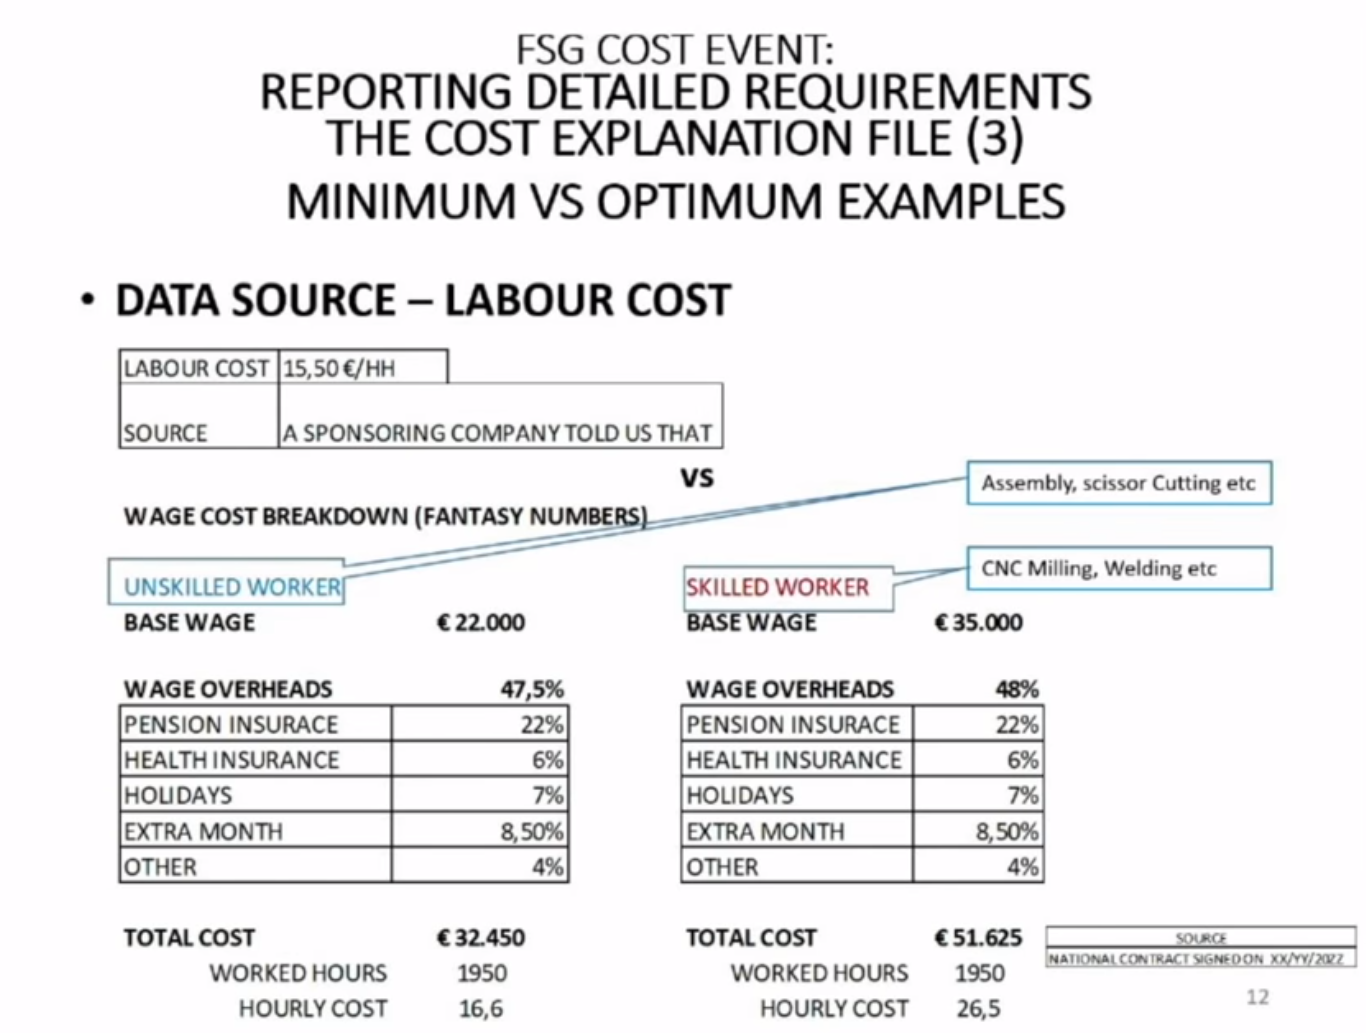 FSG COST EVENT:
REPORTING DETAILED REQUIREMENTS
THE COST EXPLANATION FILE (3)
MINIMUM VS OPTIMUM EXAMPLES
• DATA SOURCE – LABOUR COST
LABOUR COST 15,50 €/HH
SOURCE A SPONSORING COMPANY TOLD US THAT
VS
Assembly, scissor Cutting etc
WAGE COST BREAKDOWN (FANTASY NUMBERS)
CNC Milling, Welding etc
UNSKILLED WORKER SKILLED WORKER
BASE WAGE € 22.000 BASE WAGE € 35.000
WAGE OVERHEADS 47,5% WAGE OVERHEADS 48%
PENSION INSURACE 22% PENSION INSURACE 22%
HEALTH INSURANCE 6% HEALTH INSURANCE 6%
HOLIDAYS 7% HOLIDAYS 7%
EXTRA MONTH 8,50% EXTRA MONTH 8,50%
OTHER 4% OTHER 4%
TOTAL COST € 32.450 TOTAL COST € 51.625 SOURCE
NATIONAL CONTRACT SIGNED ON XX/YY/20ZZ
WORKED HOURS 1950 WORKED HOURS 1950
HOURLY COST 16,6 HOURLY COST 26,5
12